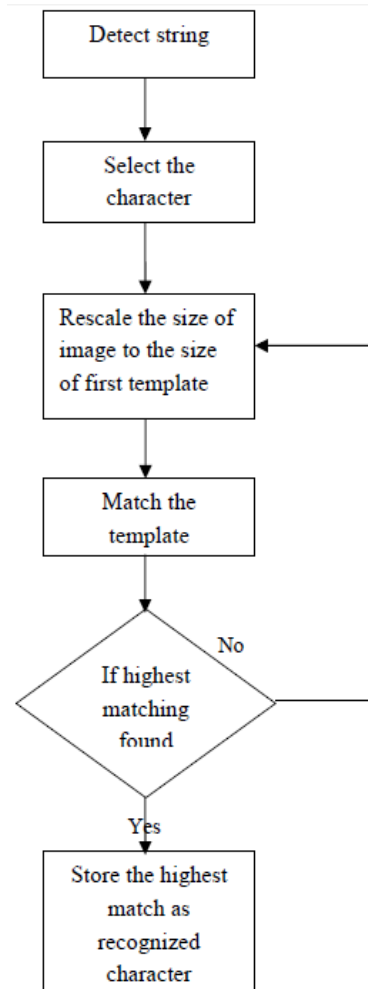 Detect string
Select the
character
Rescale the size of
image to the size
of first template
Match the
template
No
If highest
matching
found
Yes
Store the highest
match as
recognized
character